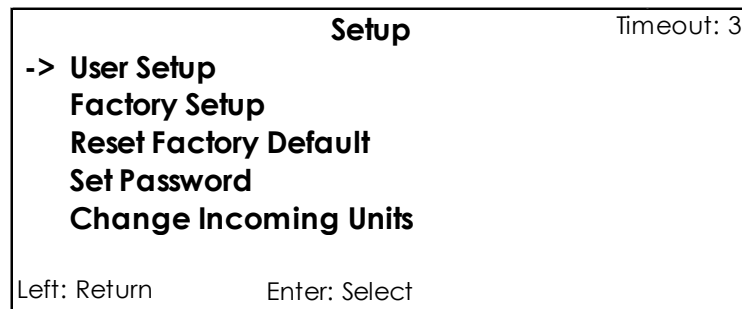 Setup Timeout: 3
-> User Setup
Factory Setup
Reset Factory Default
Set Password
Change Incoming Units
Left: Return Enter: Select